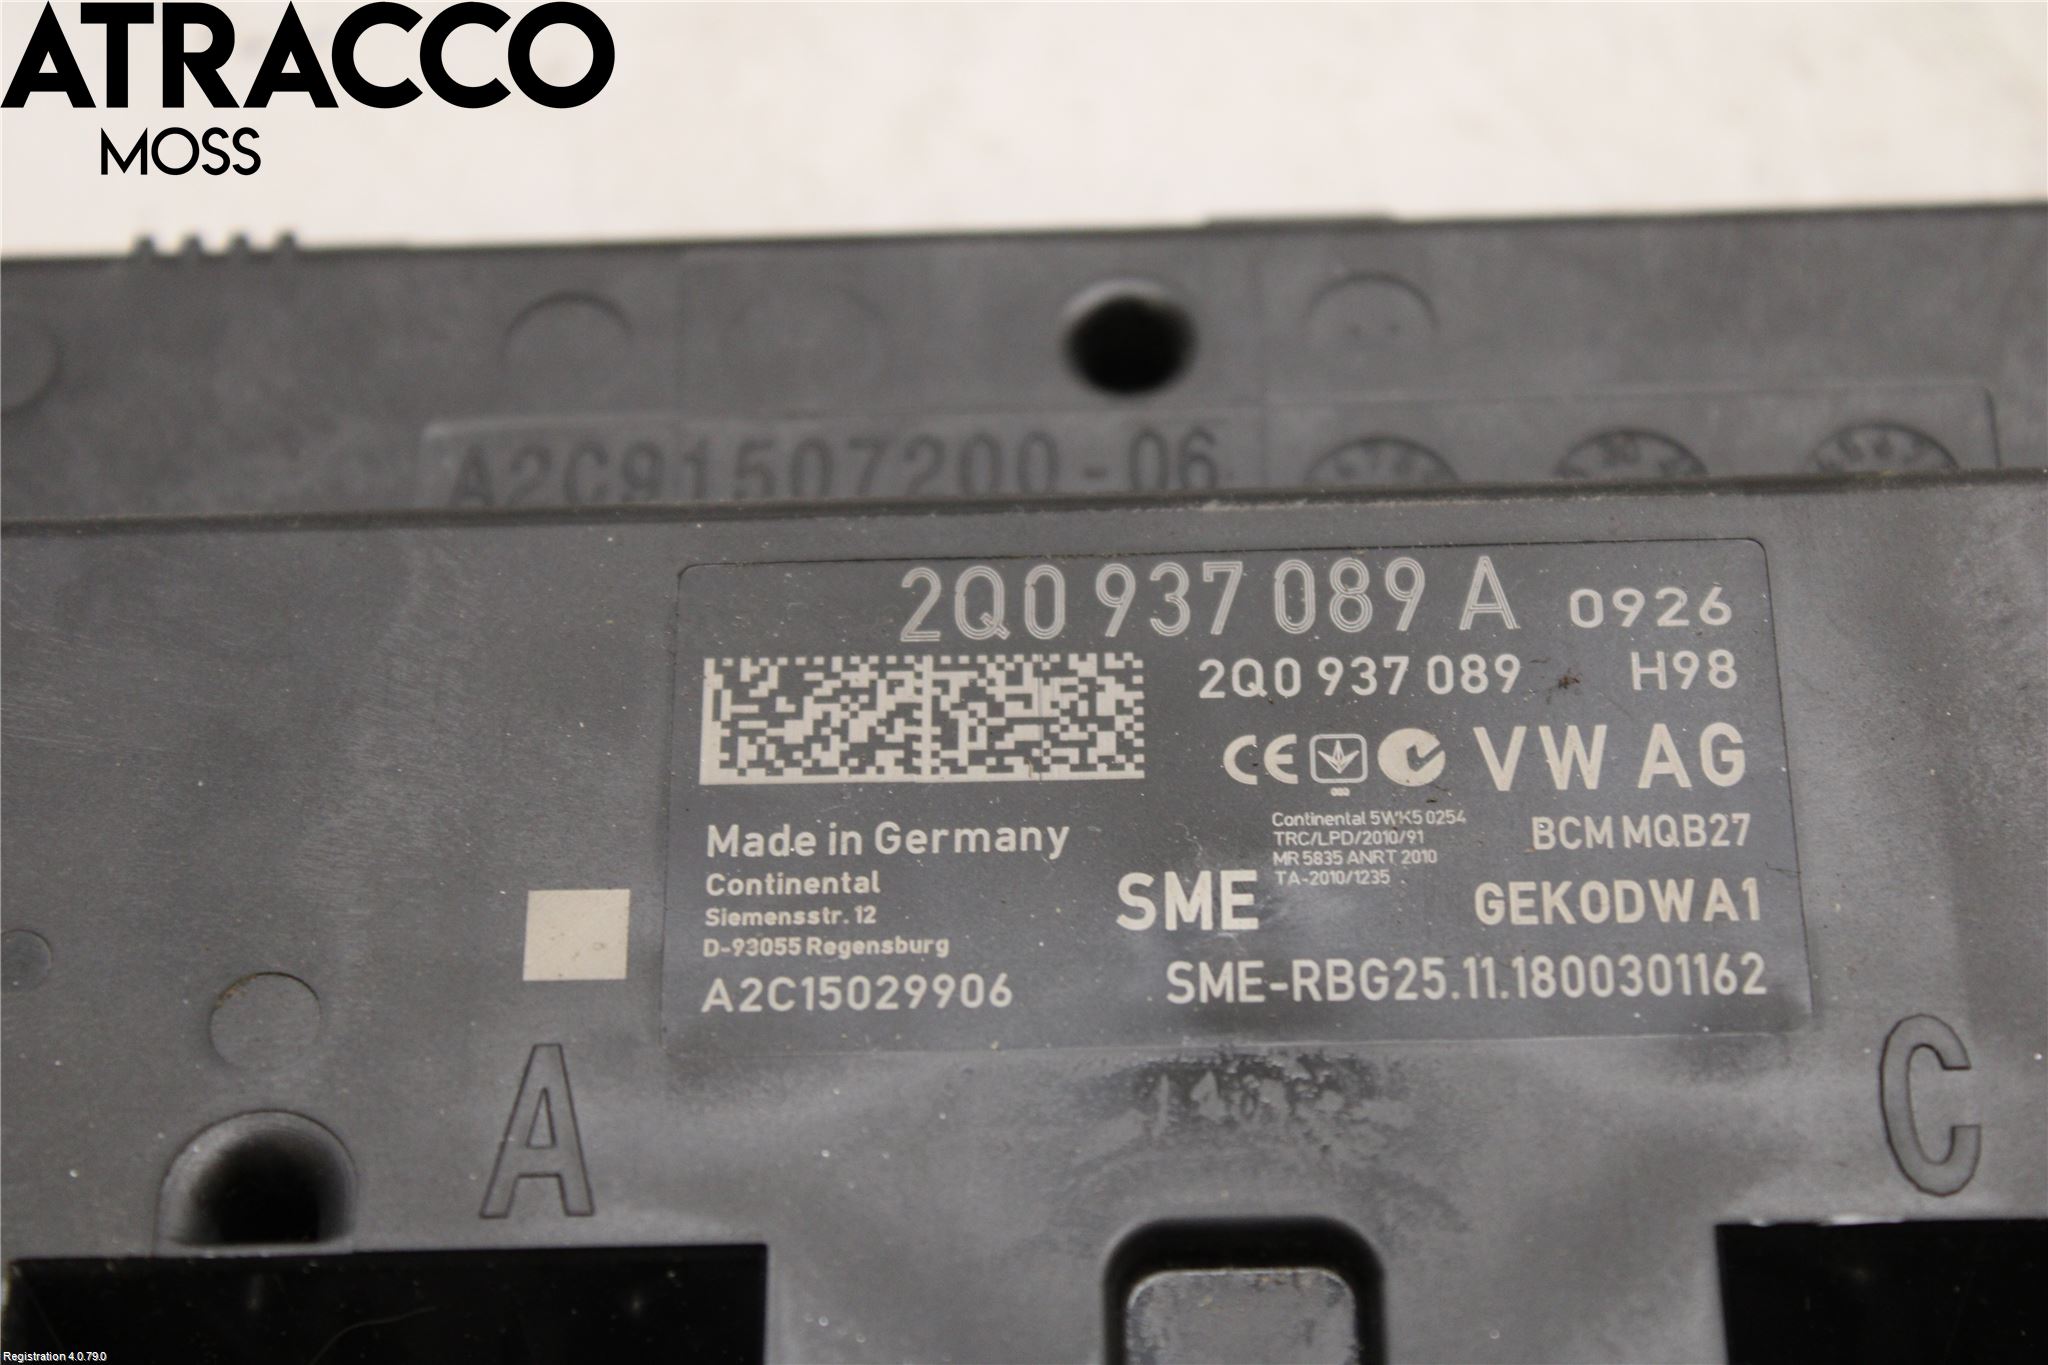 ATRACCO
MOSS
A2C91507200-06
2Q0 937 089 A 0926
2Q0 937 089 H98
CE VW AG
Continental 5WK5 0254
TRC/LPD/2010/91
MR 5835 ANRT 2010
TA-2010/1235
BCM MQB27
Made in Germany
Continental
Siemensstr. 12
D-93055 Regensburg
A2C15029906
SME GEK0DWA1
SME-RBG25.11.1800301162
A
C
Registration 4.0.79.0